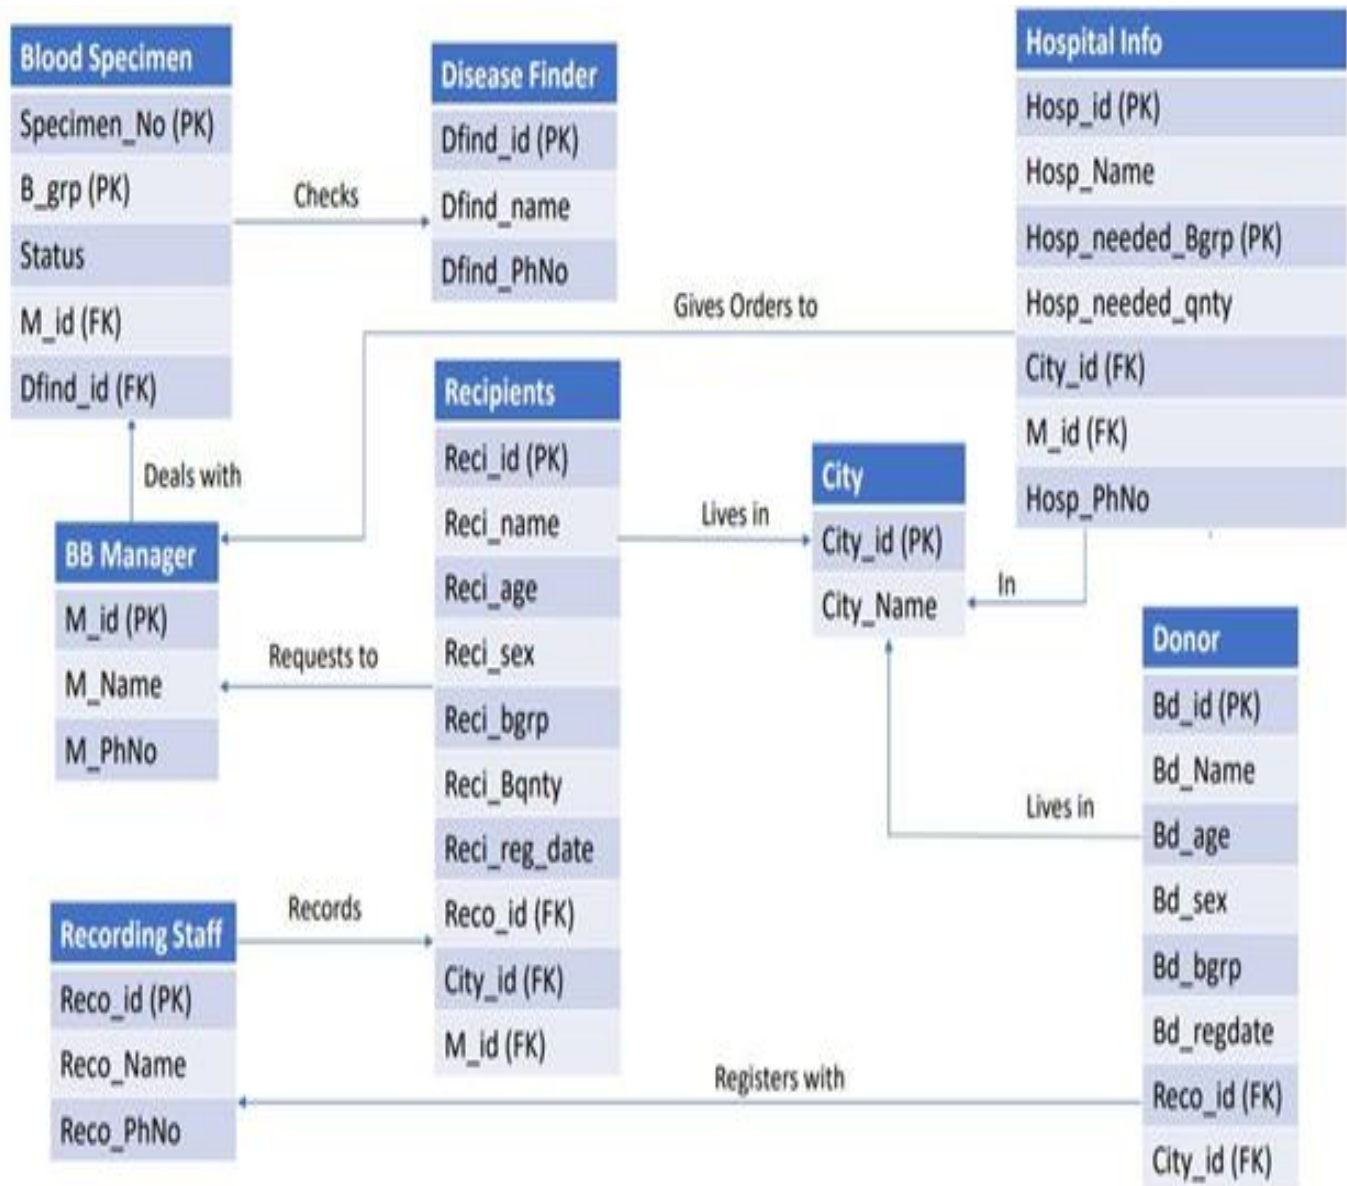 Blood Specimen
Specimen_No (PK)
B_grp (PK)
Status
M_id (FK)
Dfind_id (FK)
Checks
Disease Finder
Dfind_id (PK)
Dfind_name
Dfind_PhNo
Hospital Info
Hosp_id (PK)
Hosp_Name
Hosp_needed_Bgrp (PK)
Hosp_needed_qnty
City_id (FK)
M_id (FK)
Hosp_PhNo
Gives Orders to
Deals with
BB Manager
M_id (PK)
M_Name
M_PhNo
Requests to
Recipients
Reci_id (PK)
Reci_name
Reci_age
Reci_sex
Reci_bgrp
Reci_Bqnty
Reci_reg_date
Reco_id (FK)
City_id (FK)
M_id (FK)
Lives in
City
City_id (PK)
City_Name
In
Donor
Bd_id (PK)
Bd_Name
Bd_age
Bd_sex
Bd_bgrp
Bd_regdate
Reco_id (FK)
City_id (FK)
Lives in
Records
Recording Staff
Reco_id (PK)
Reco_Name
Reco_PhNo
Registers with